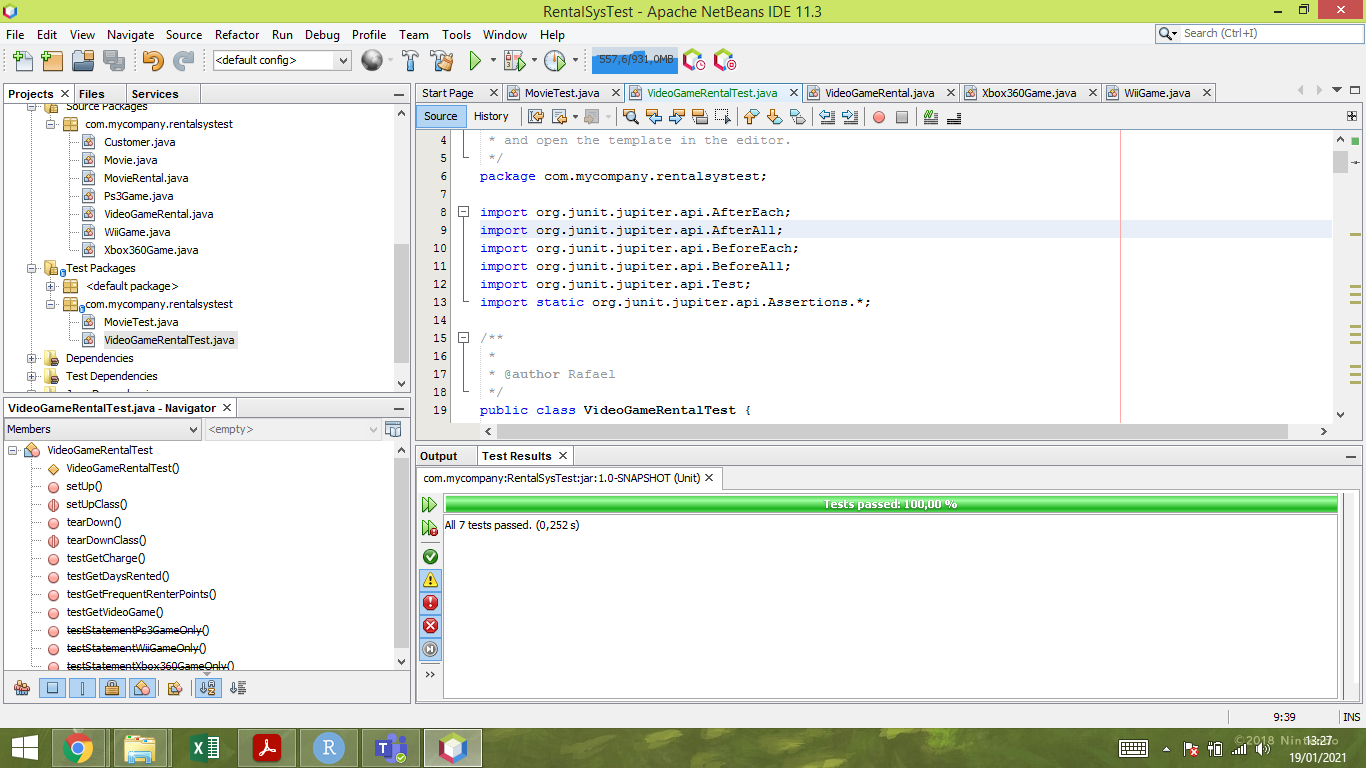 RentalSysTest - Apache NetBeans IDE 11.3
File Edit View Navigate Source Refactor Run Debug Profile Team Tools Window Help
Search (Ctrl+I)
<default config>
557,6/931,0MB
Projects
Files
Services
Source Packages
com.mycompany.rentalsystest
Customer.java
Movie.java
MovieRental.java
Ps3Game.java
VideoGameRental.java
WiiGame.java
Xbox360Game.java
Test Packages
<default package>
com.mycompany.rentalsystest
MovieTest.java
VideoGameRentalTest.java
Dependencies
Test Dependencies
VideoGameRentalTest.java - Navigator
Members
<empty>
VideoGameRentalTest
VideoGameRentalTest()
setUp()
setUpClass()
tearDown()
tearDownClass()
testGetCharge()
testGetDaysRented()
testGetFrequentRenterPoints()
testGetVideoGame()
testStatementPs3GameOnly()
testStatementWiiGameOnly()
testStatementXbox360GameOnly()
Start Page
MovieTest.java
VideoGameRentalTest.java
VideoGameRental.java
Xbox360Game.java
WiiGame.java
Source
History
4 * and open the template in the editor.
5 */
6 package com.mycompany.rentalsystest;
7
8 import org.junit.jupiter.api.AfterEach;
9 import org.junit.jupiter.api.AfterAll;
10 import org.junit.jupiter.api.BeforeEach;
11 import org.junit.jupiter.api.BeforeAll;
12 import org.junit.jupiter.api.Test;
13 import static org.junit.jupiter.api.Assertions.*;
14
15 /**
16 *
17 * @author Rafael
18 */
19 public class VideoGameRentalTest {
Output
Test Results
com.mycompany:RentalSysTest:jar:1.0-SNAPSHOT (Unit)
Tests passed: 100,00 %
All 7 tests passed. (0,252 s)
9:39
INS
©2018 Nintendo
13:27
19/01/2021